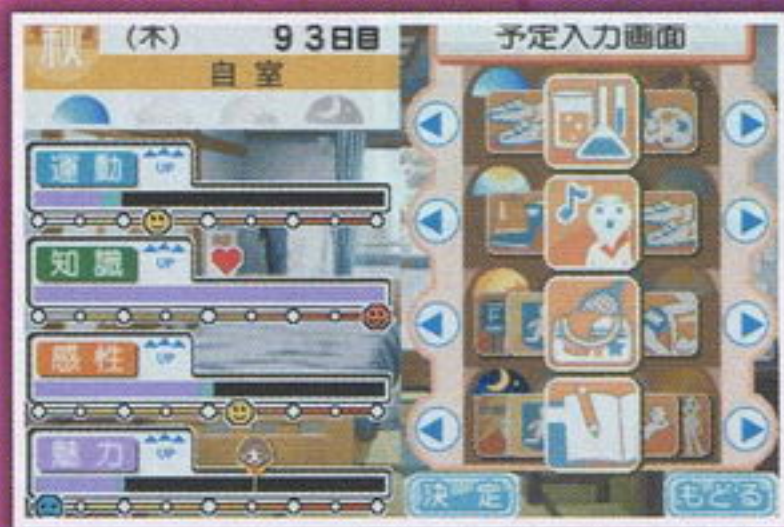 秋 (木) 93日目
自室
運動 UP
知識 UP
感性 UP
魅力 UP
予定入力画面
決定 もどる